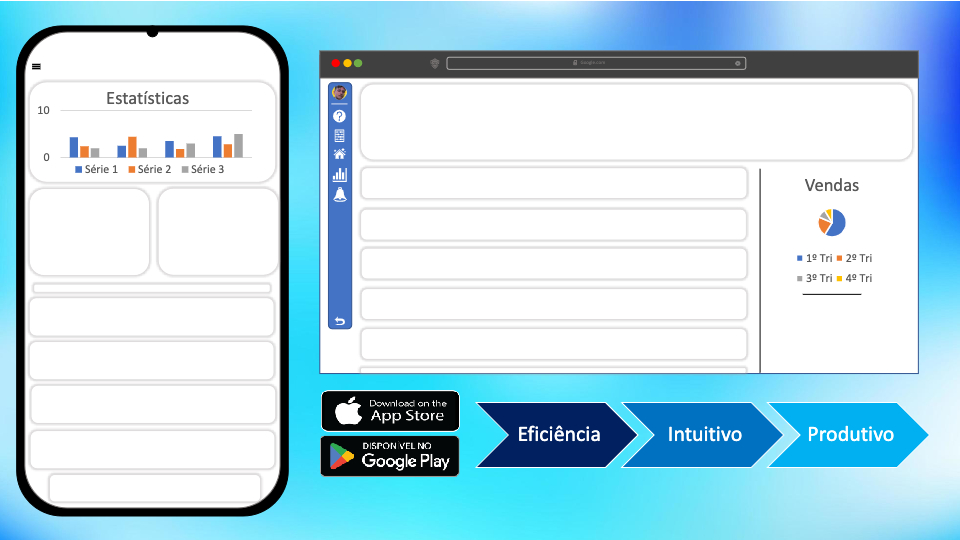 Estatísticas
10
0
Série 1 Série 2 Série 3
Google.com
Vendas
1º Tri 2º Tri
3º Tri 4º Tri
Download on the
App Store
DISPONÍVEL NO
Google Play
Eficiência
Intuitivo
Produtivo